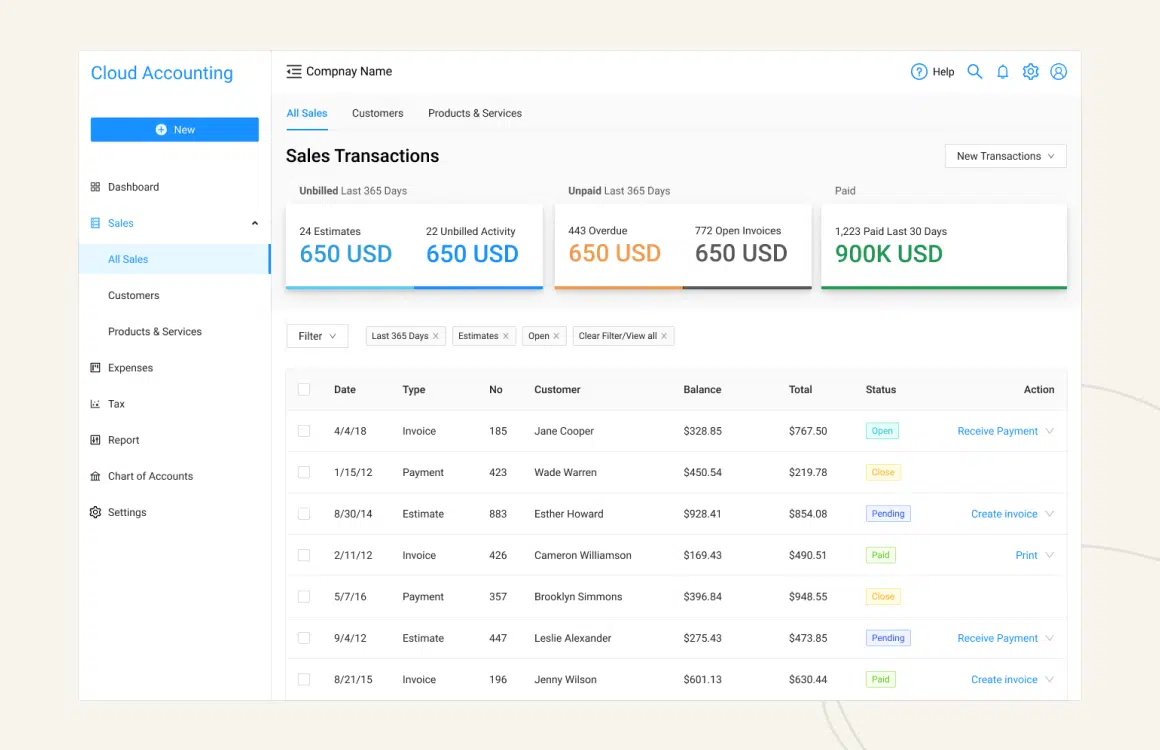 Cloud Accounting
New
Dashboard
Sales
All Sales
Customers
Products & Services
Expenses
Tax
Report
Chart of Accounts
Settings
Compnay Name
Help
All Sales Customers Products & Services
Sales Transactions
New Transactions
Unbilled Last 365 Days
24 Estimates
650 USD
22 Unbilled Activity
650 USD
Unpaid Last 365 Days
443 Overdue
650 USD
772 Open Invoices
650 USD
Paid
1,223 Paid Last 30 Days
900K USD
Filter Last 365 Days Estimates Open Clear Filter/View all
Date Type No Customer Balance Total Status Action
4/4/18 Invoice 185 Jane Cooper $328.85 $767.50 Open Receive Payment
1/15/12 Payment 423 Wade Warren $450.54 $219.78 Close
8/30/14 Estimate 883 Esther Howard $928.41 $854.08 Pending Create invoice
2/11/12 Invoice 426 Cameron Williamson $169.43 $490.51 Paid Print
5/7/16 Payment 357 Brooklyn Simmons $396.84 $948.55 Close
9/4/12 Estimate 447 Leslie Alexander $275.43 $473.85 Pending Receive Payment
8/21/15 Invoice 196 Jenny Wilson $601.13 $630.44 Paid Create invoice